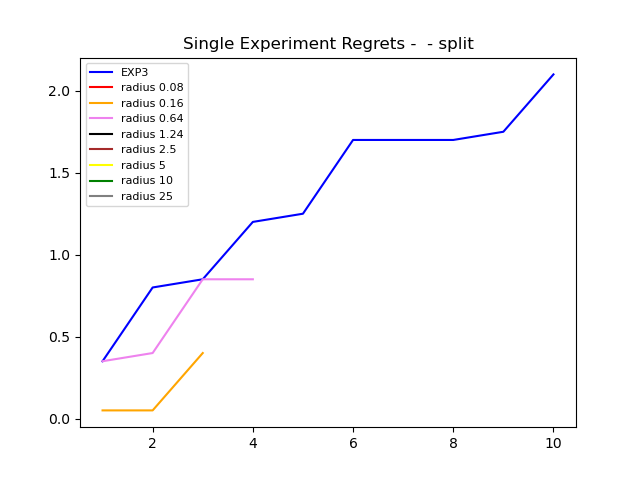 Single Experiment Regrets -  - split
EXP3
radius 0.08
radius 0.16
radius 0.64
radius 1.24
radius 2.5
radius 5
radius 10
radius 25
2.0
1.5
1.0
0.5
0.0
2 4 6 8 10